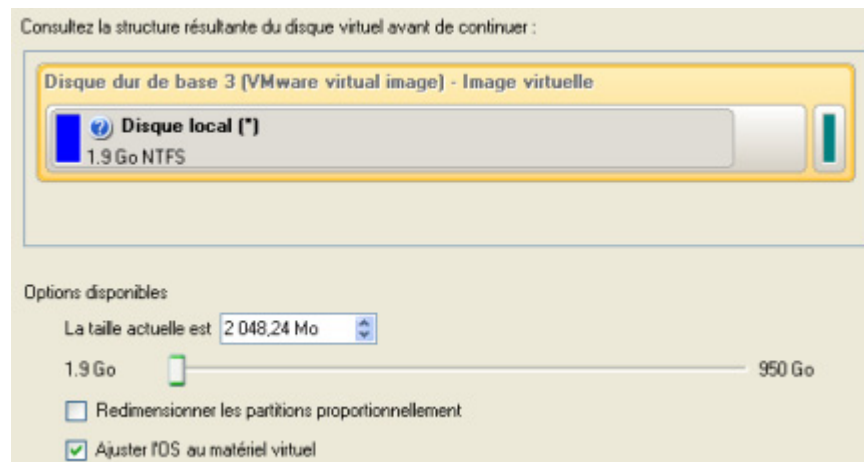 Consultez la structure résultante du disque virtuel avant de continuer :
Disque dur de base 3 (VMware virtual image) - Image virtuelle
Disque local (*)
1.9 Go NTFS
Options disponibles
La taille actuelle est 2 048,24 Mo
1.9 Go 950 Go
Redimensionner les partitions proportionnellement
Ajuster l'OS au matériel virtuel